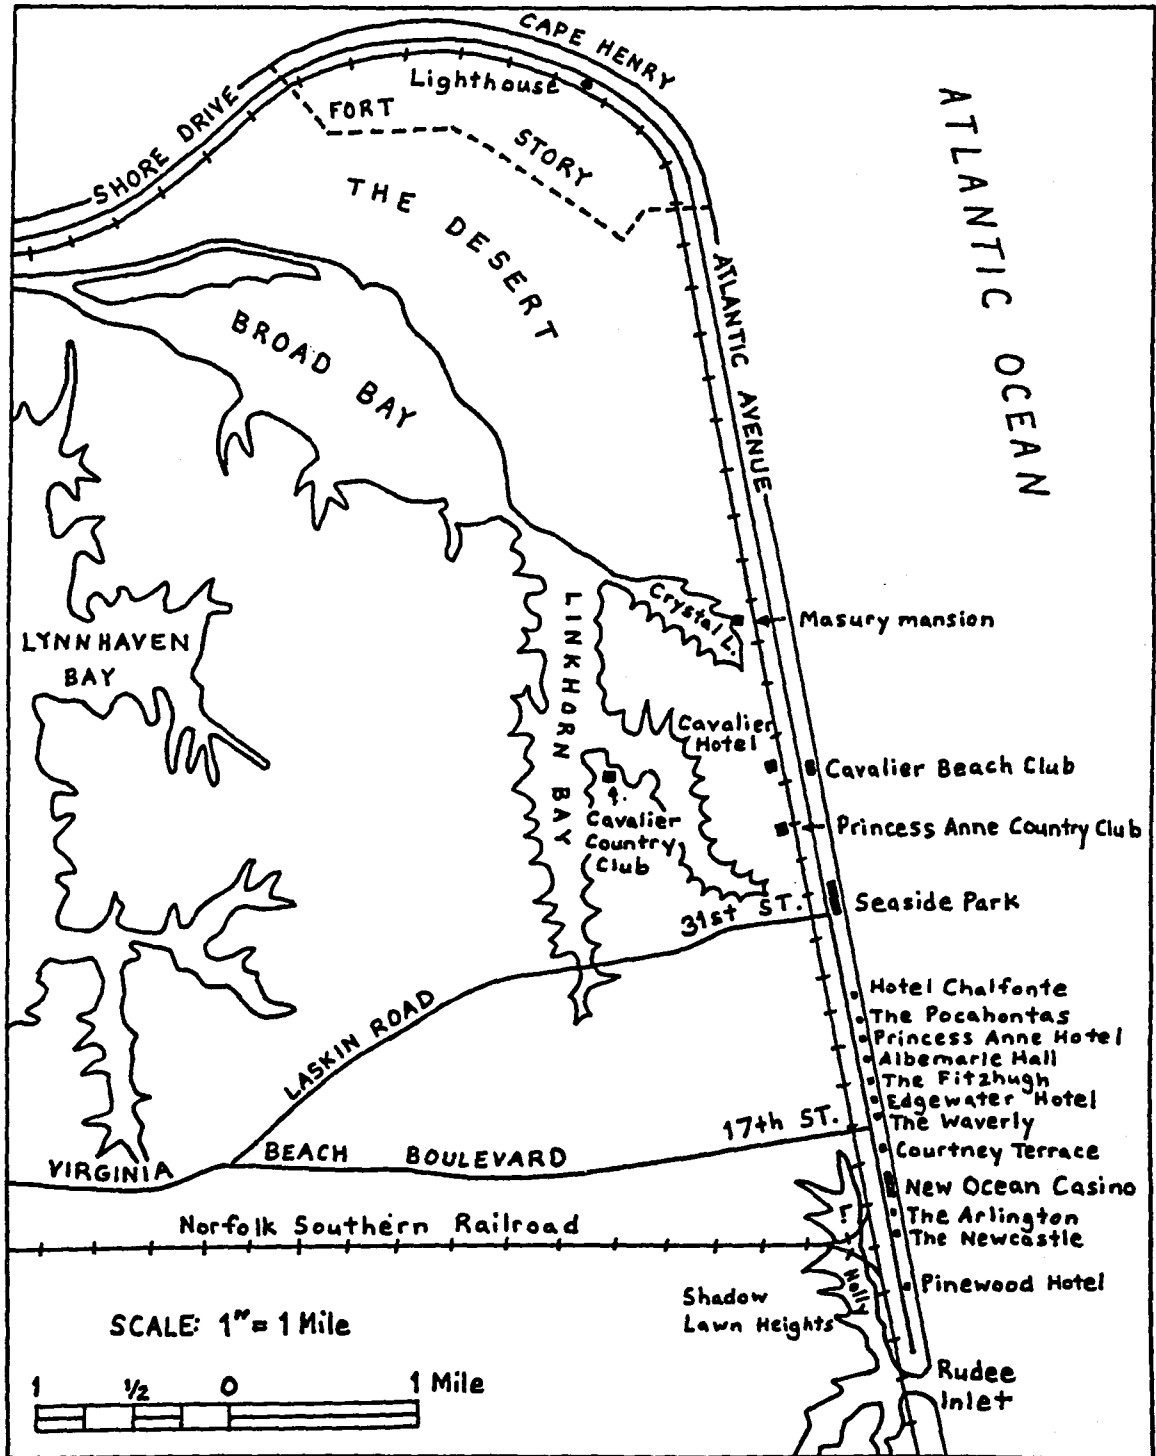 CAPE HENRY
Lighthouse
SHORE DRIVE
FORT STORY
THE DESERT
ATLANTIC OCEAN
ATLANTIC AVENUE
BROAD BAY
Crystal L.
Masury mansion
LYNNHAVEN
BAY
LINKHORN BAY
Cavalier
Hotel
Cavalier Beach Club
Cavalier
Country
Club
Princess Anne Country Club
31st ST.
Seaside Park
LASKIN ROAD
Hotel Chalfonte
The Pocahontas
Princess Anne Hotel
Albemarle Hall
The Fitzhugh
Edgewater Hotel
The Waverly
17th ST.
Courtney Terrace
VIRGINIA BEACH BOULEVARD
New Ocean Casino
The Arlington
The Newcastle
Norfolk Southern Railroad
L. Holly
Pinewood Hotel
Shadow
Lawn Heights
SCALE: 1" = 1 Mile
1 1/2 0 1 Mile
Rudee
Inlet